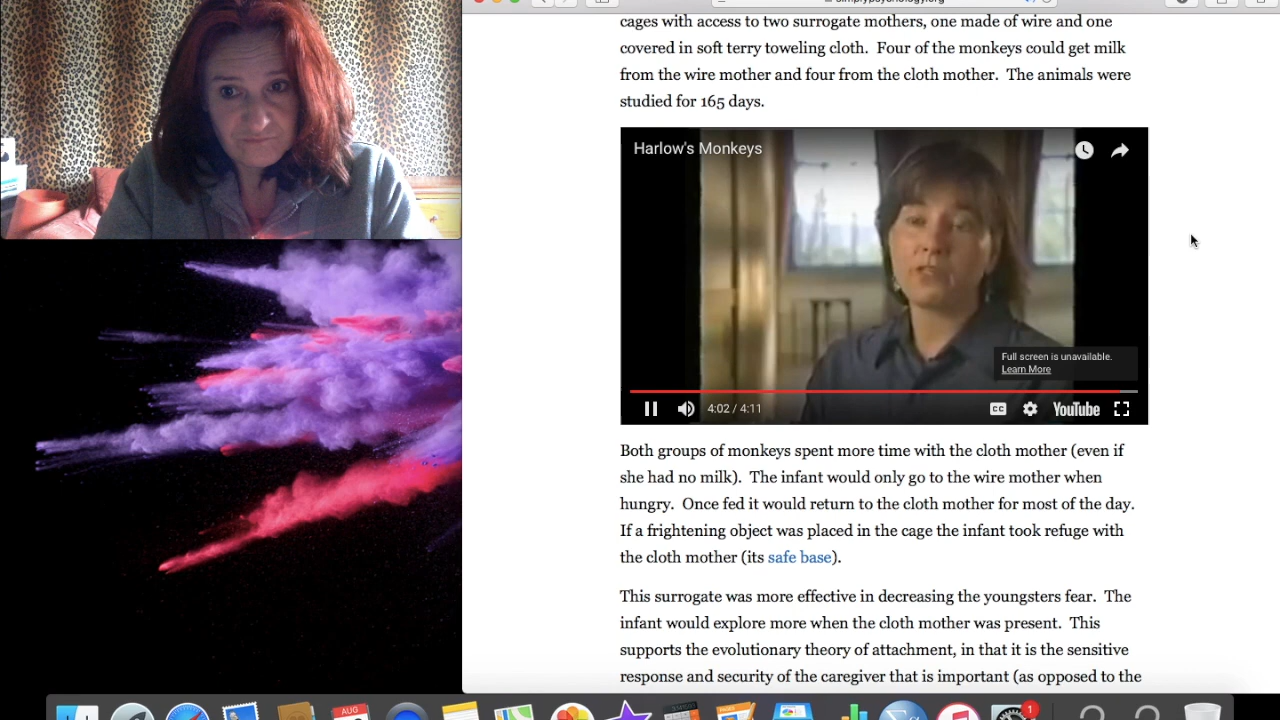 simplypsychology.org
cages with access to two surrogate mothers, one made of wire and one
covered in soft terry toweling cloth.  Four of the monkeys could get milk
from the wire mother and four from the cloth mother.  The animals were
studied for 165 days.
Harlow's Monkeys
Full screen is unavailable.
Learn More
4:02 / 4:11
CC
YouTube
Both groups of monkeys spent more time with the cloth mother (even if
she had no milk).  The infant would only go to the wire mother when
hungry.  Once fed it would return to the cloth mother for most of the day.
If a frightening object was placed in the cage the infant took refuge with
the cloth mother (its safe base).
This surrogate was more effective in decreasing the youngsters fear.  The
infant would explore more when the cloth mother was present.  This
supports the evolutionary theory of attachment, in that it is the sensitive
response and security of the caregiver that is important (as opposed to the
AUG
1